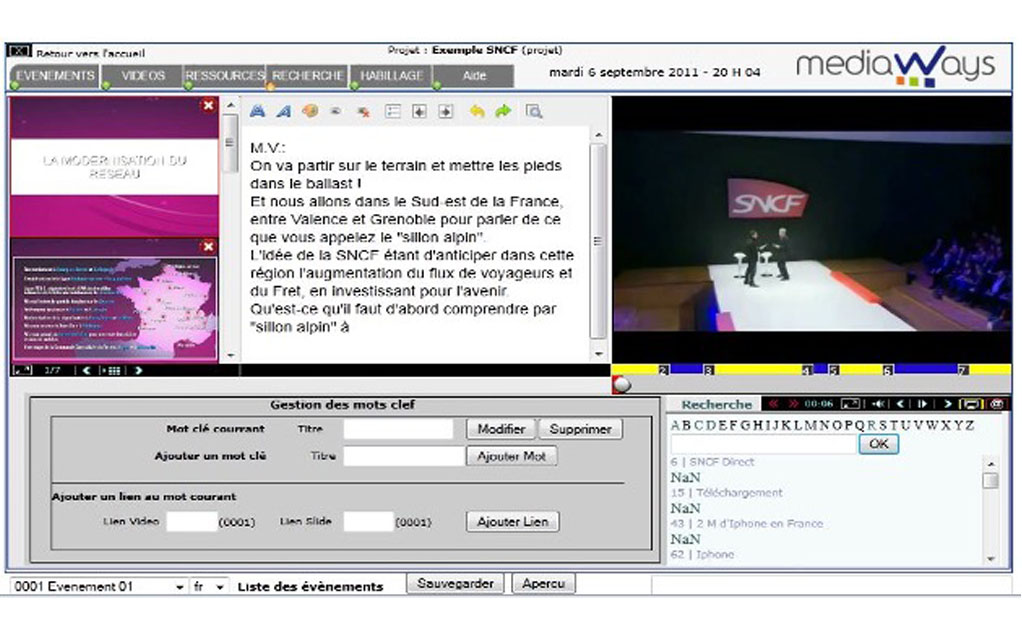 Retour vers l'accueil
Projet : Exemple SNCF (projet)
EVENEMENTS
VIDEOS
RESSOURCES
RECHERCHE
HABILLAGE
Aide
mardi 6 septembre 2011 - 20 H 04
mediaWays
LA MODERNISATION DU
RESEAU
M.V.:
On va partir sur le terrain et mettre les pieds
dans le ballast !
Et nous allons dans le Sud-est de la France,
entre Valence et Grenoble pour parler de ce
que vous appelez le "sillon alpin".
L'idée de la SNCF étant d'anticiper dans cette
région l'augmentation du flux de voyageurs et
du Fret, en investissant pour l'avenir.
Qu'est-ce qu'il faut d'abord comprendre par
"sillon alpin" à
SNCF
1/7
2 3 4 5 6 7
Gestion des mots clef
Mot clé courrant Titre Modifier Supprimer
Ajouter un mot clé Titre Ajouter Mot
Ajouter un lien au mot courant
Lien Video (0001) Lien Slide (0001) Ajouter Lien
Recherche 00:06
A B C D E F G H I J K L M N O P Q R S T U V W X Y Z
OK
6 | SNCF Direct
NaN
15 | Téléchargement
NaN
43 | 2 M d'Iphone en France
NaN
62 | Iphone
0001 Evenement 01 fr Liste des évènements Sauvegarder Apercu